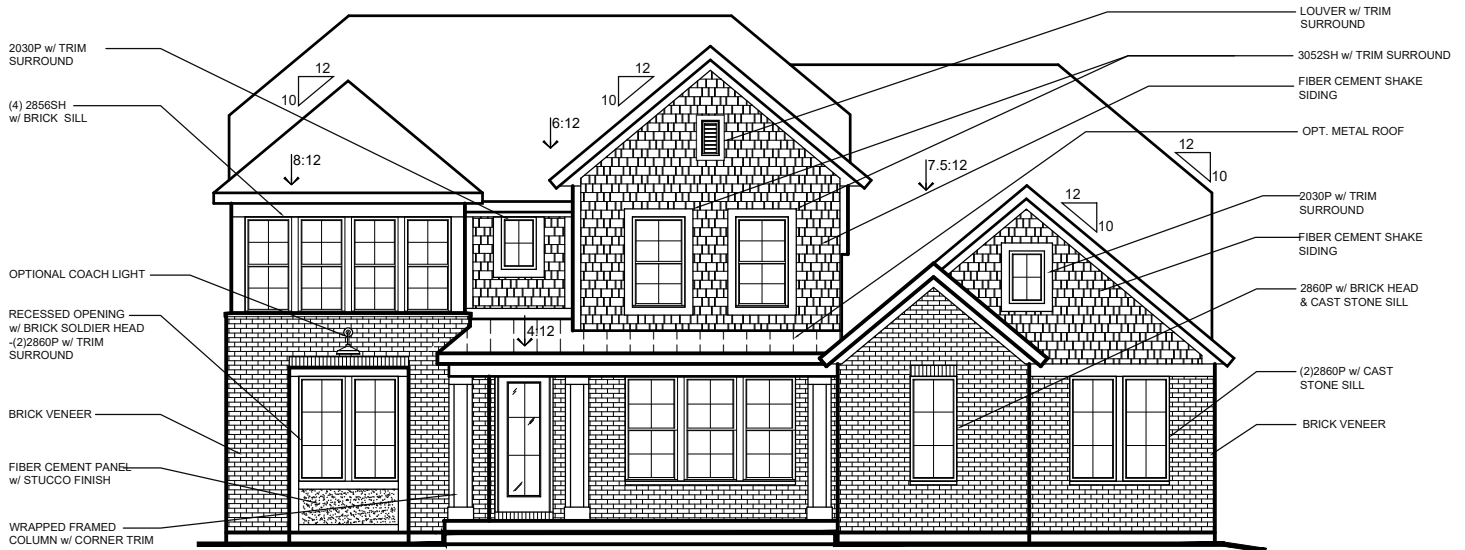 2030P w/ TRIM
SURROUND
(4) 2856SH
w/ BRICK SILL
OPTIONAL COACH LIGHT
RECESSED OPENING
w/ BRICK SOLDIER HEAD
-(2)2860P w/ TRIM
SURROUND
BRICK VENEER
FIBER CEMENT PANEL
w/ STUCCO FINISH
WRAPPED FRAMED
COLUMN w/ CORNER TRIM
12
10
8:12
6:12
12
10
4:12
7.5:12
12
10
12
10
LOUVER w/ TRIM
SURROUND
3052SH w/ TRIM SURROUND
FIBER CEMENT SHAKE
SIDING
OPT. METAL ROOF
2030P w/ TRIM
SURROUND
FIBER CEMENT SHAKE
SIDING
2860P w/ BRICK HEAD
& CAST STONE SILL
(2)2860P w/ CAST
STONE SILL
BRICK VENEER